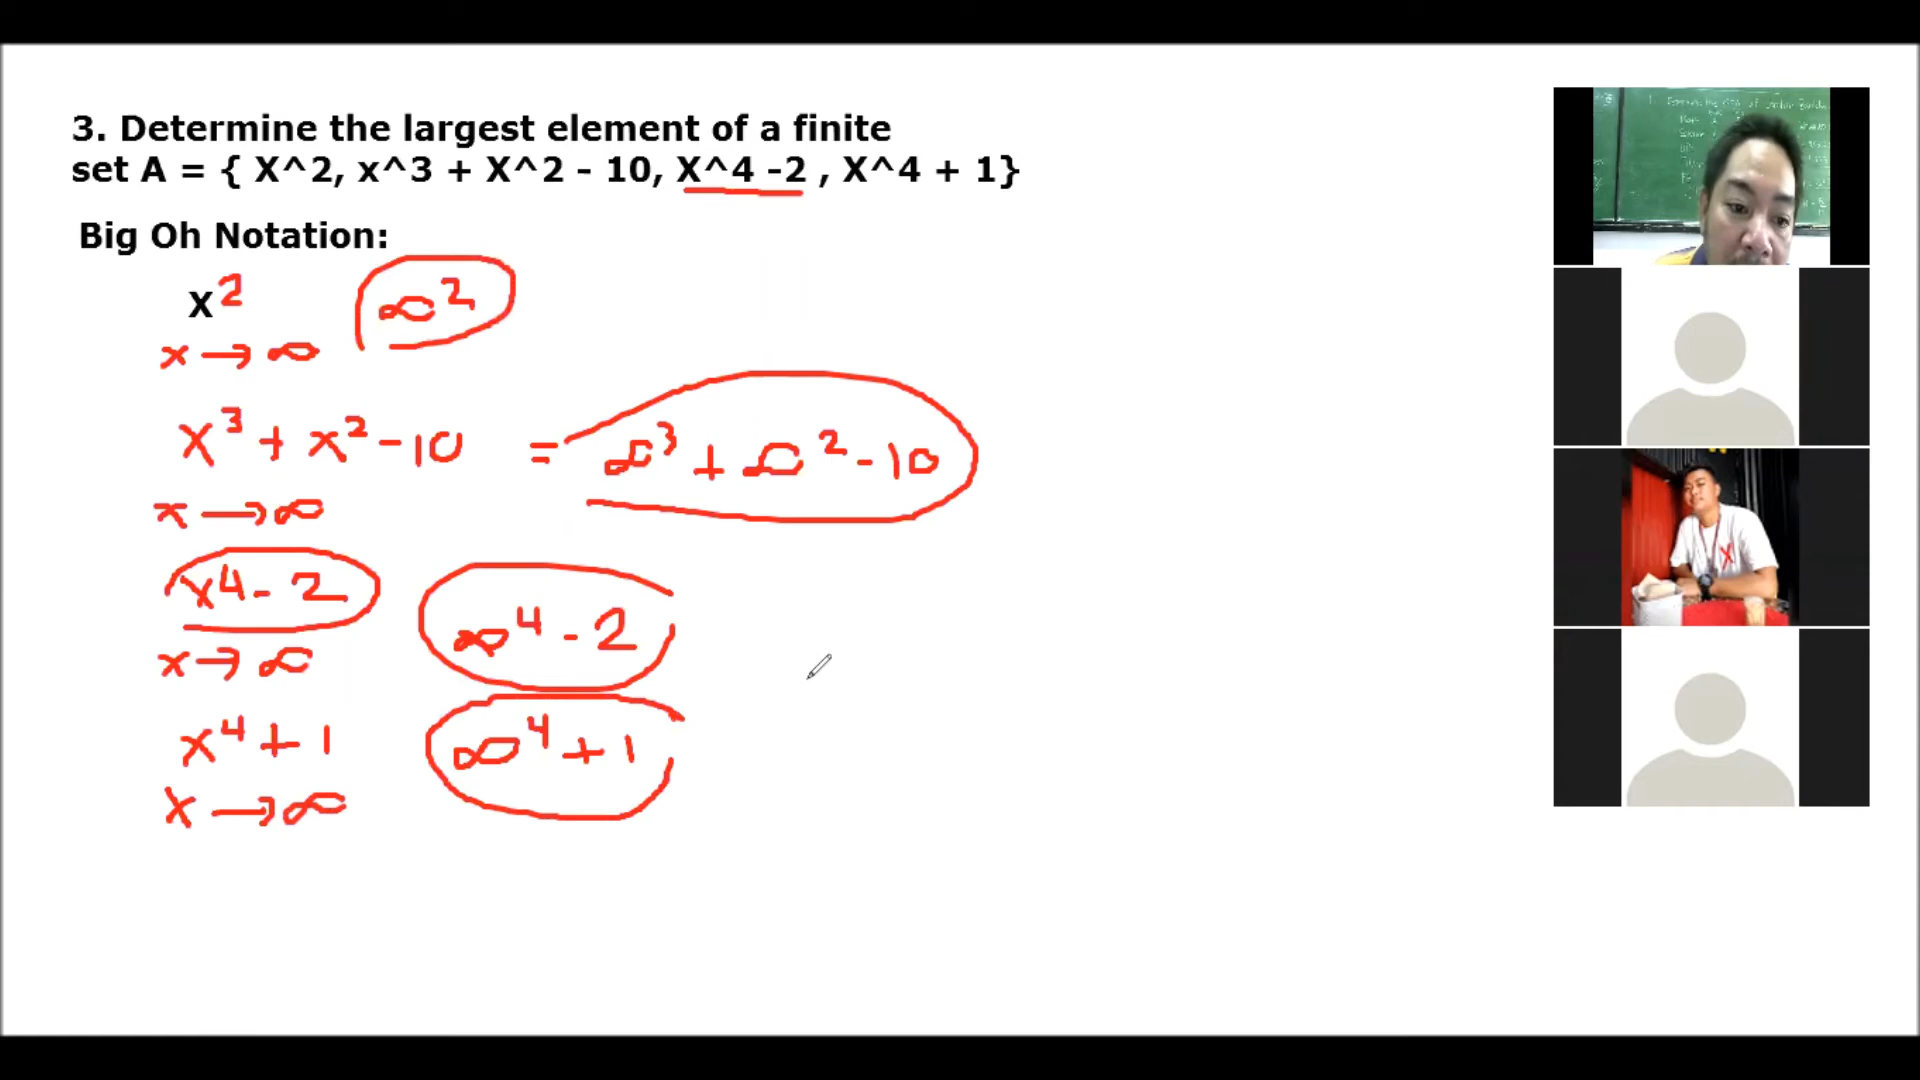 3. Determine the largest element of a finite
set A = { X^2, x^3 + X^2 - 10, X^4 -2 , X^4 + 1}
Big Oh Notation:
x² ∞²
x → ∞
x³ + x² - 10 = ∞³ + ∞² - 10
x → ∞
x⁴ - 2 ∞⁴ - 2
x → ∞
x⁴ + 1 ∞⁴ + 1
x → ∞